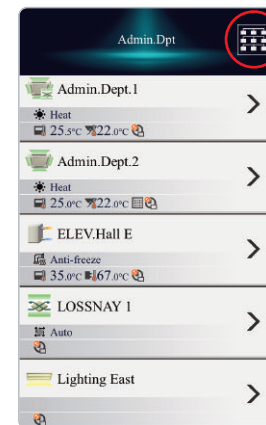 Admin.Dpt
Admin.Dept.1
Heat
25.5°C 22.0°C
Admin.Dept.2
Heat
25.0°C 22.0°C
ELEV.Hall E
Anti-freeze
35.0°C 67.0°C
LOSSNAY 1
Auto
Lighting East